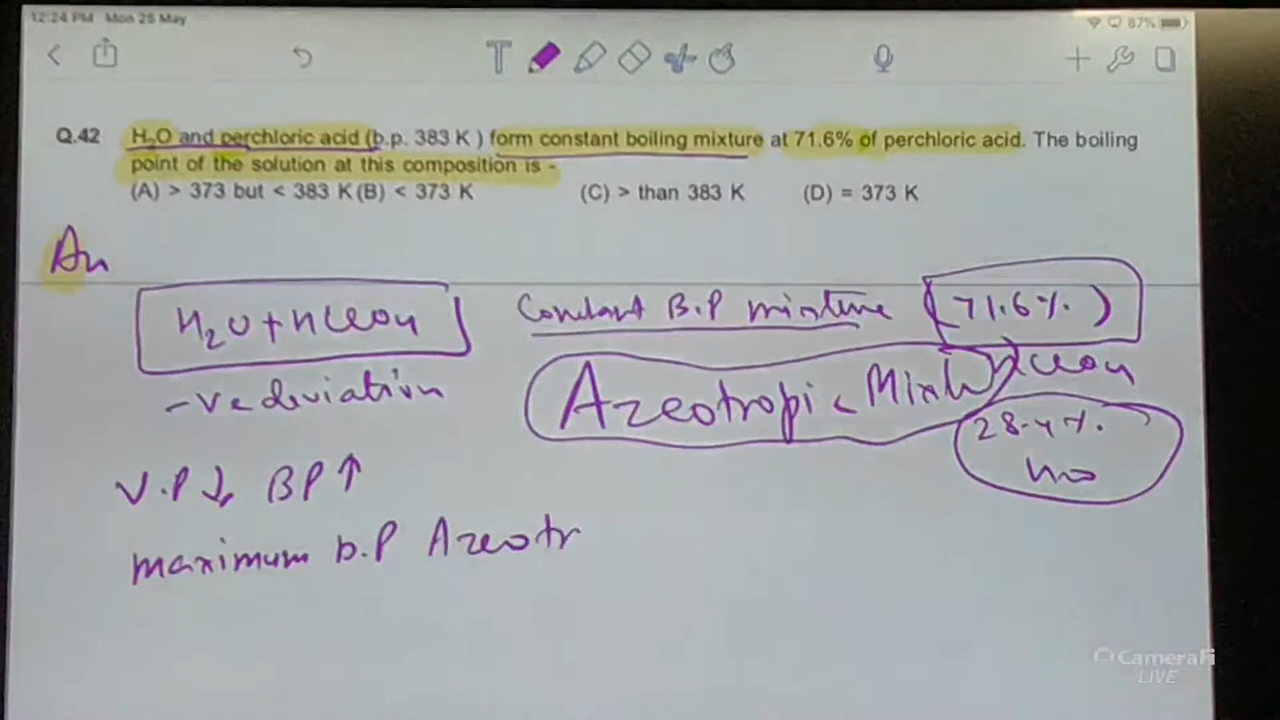 12:24 PM Mon 25 May
87%
T
Q.42 H₂O and perchloric acid (b.p. 383 K ) form constant boiling mixture at 71.6% of perchloric acid. The boiling
point of the solution at this composition is -
(A) > 373 but < 383 K (B) < 373 K (C) > than 383 K (D) = 373 K
An
H₂O + HClO₄ Constant B.P mixture (71.6%)
HClO₄
-ve deviation Azeotropic Mixt
28.4%
V.P↓ BP↑ H₂O
maximum b.P Azeotr
CameraFi
LIVE